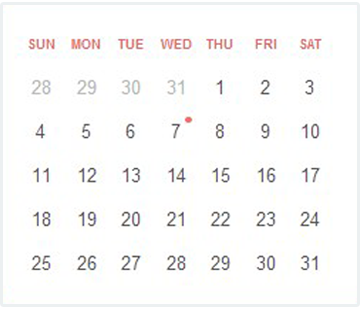 SUN MON TUE WED THU FRI SAT
28 29 30 31 1 2 3
4 5 6 7 8 9 10
11 12 13 14 15 16 17
18 19 20 21 22 23 24
25 26 27 28 29 30 31